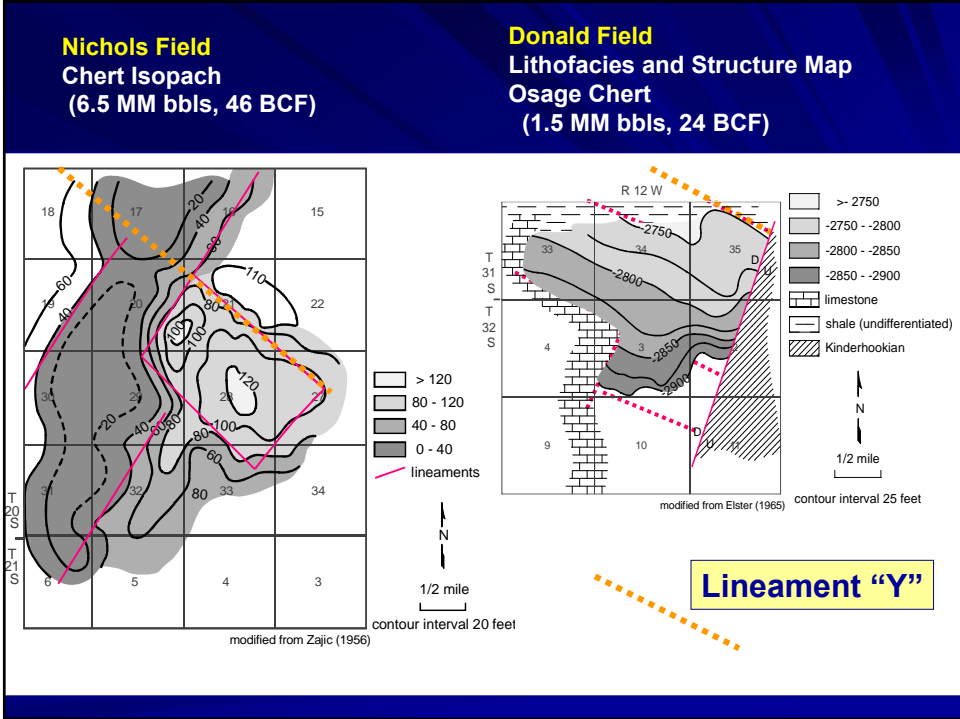 Nichols Field
Chert Isopach
(6.5 MM bbls, 46 BCF)
Donald Field
Lithofacies and Structure Map
Osage Chert
(1.5 MM bbls, 24 BCF)
18
17
16
15
20
40
60
60
40
19
20
21
22
110
80
100
100
120
30
29
28
27
20
40
60
80
80
100
60
80
31
32
33
34
T
20
S
T
21
S
6
5
4
3
modified from Zajic (1956)
> 120
80 - 120
40 - 80
0 - 40
lineaments
N
1/2 mile
contour interval 20 feet
R 12 W
33
34
35
-2750
-2800
D
U
T
31
S
T
32
S
4
3
-2850
-2900
9
10
11
D
U
modified from Elster (1965)
>- 2750
-2750 - -2800
-2800 - -2850
-2850 - -2900
limestone
shale (undifferentiated)
Kinderhookian
N
1/2 mile
contour interval 25 feet
Lineament “Y”